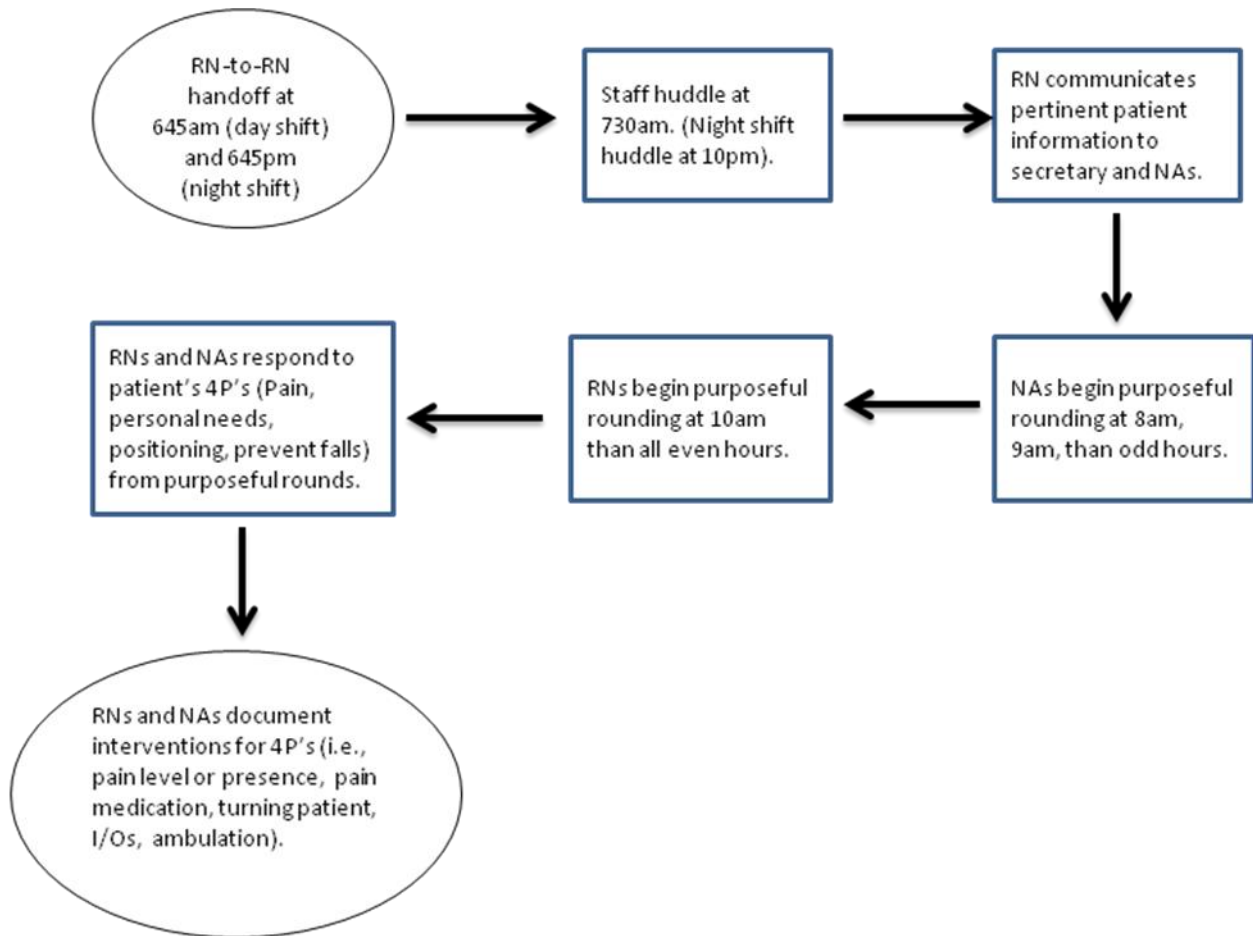 RN-to-RN
handoff at
645am (day shift)
and 645pm
(night shift)
Staff huddle at
730am. (Night shift
huddle at 10pm).
RN communicates
pertinent patient
information to
secretary and NAs.
NAs begin purposeful
rounding at 8am,
9am, than odd hours.
RNs begin purposeful
rounding at 10am
than all even hours.
RNs and NAs respond to
patient's 4P's (Pain,
personal needs,
positioning, prevent falls)
from purposeful rounds.
RNs and NAs document
interventions for 4P's (i.e.,
pain level or presence, pain
medication, turning patient,
I/Os, ambulation).